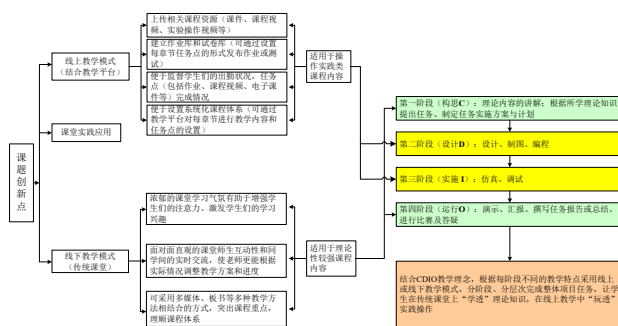 课
题
创
新
点
线上教学模式
（结合教学平台）
课堂实践应用
线下教学模式
（传统课堂）
上传相关课程资源（课件、课程视
频、实验操作视频等）
建立作业库和试卷库（可通过设置
每章节任务点的形式发布作业或测
试）
便于监督学生们的出勤状况，任务
点（包括作业、课程视频、电子课
件等）完成情况
便于设置系统化课程体系（可通过
教学平台对每章节进行教学内容和
任务点的设置）
浓郁的课堂学习气氛有助于增强学
生们的注意力、激发学生们的学习
兴趣
面对面直观的课堂师生互动性和同
学间的实时交流，使老师更能根据
实际情况调整教学方案和进度
可采用多媒体、板书等多种教学方
法相结合的方式，突出课程重点，
理顺课程体系
适用于操
作实践类
课程内容
适用于理论
性较强课程
内容
第一阶段（构思C）：理论内容的讲解；根据所学理论知识
提出任务、制定任务实施方案与计划
第二阶段（设计D）：设计、制图、编程
第三阶段（实施 I）：仿真、调试
第四阶段（运行O）：演示、汇报、撰写任务报告或总结、
进行比赛及答疑
结合CDIO教学理念，根据每阶段不同的教学特点采用线上
或线下教学模式，分阶段、分层次完成整体项目任务，让学
生在传统课堂上“学透”理论知识，在线上教学中“玩透”
实践操作